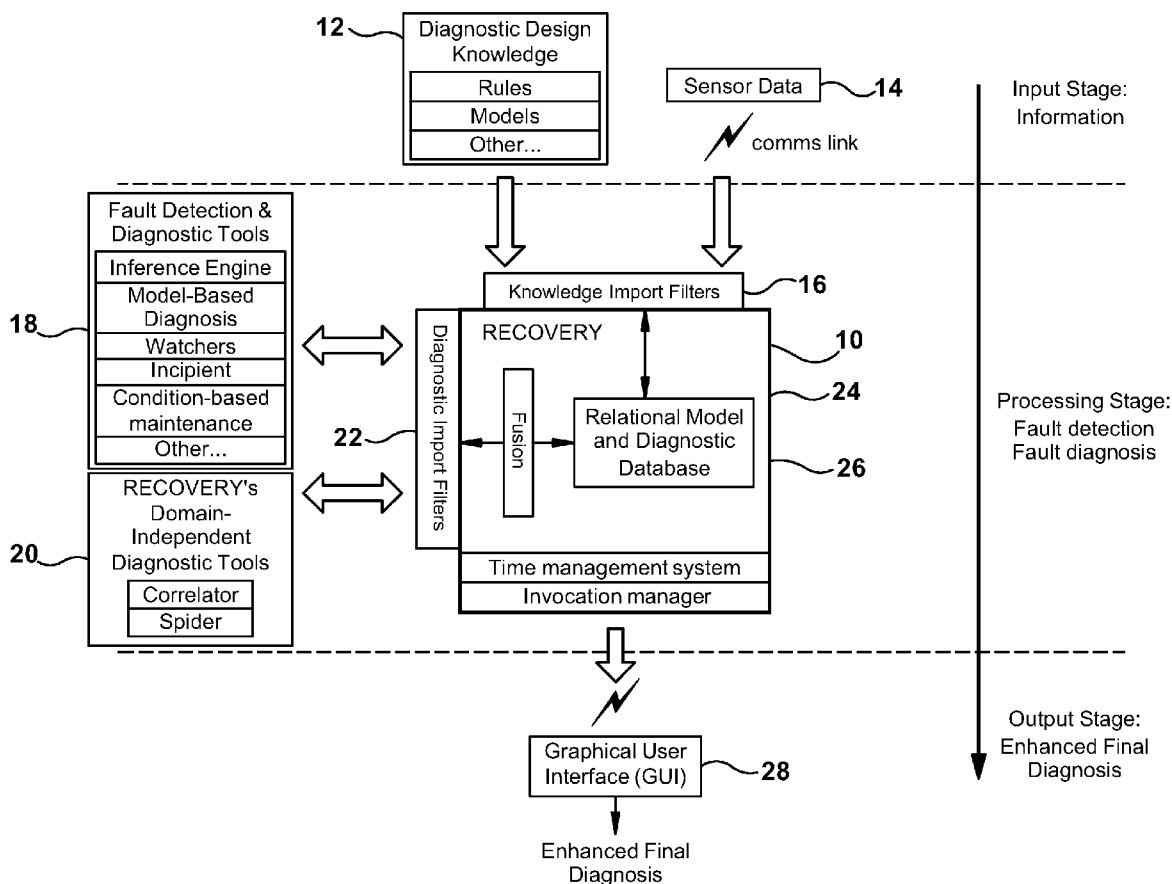 12
Diagnostic Design
Knowledge
Rules
Models
Other...
Sensor Data
14
comms link
Input Stage:
Information
Fault Detection &
Diagnostic Tools
Inference Engine
Model-Based
Diagnosis
Watchers
Incipient
Condition-based
maintenance
Other...
18
RECOVERY's
Domain-
Independent
Diagnostic Tools
Correlator
Spider
20
Knowledge Import Filters
16
Diagnostic Import Filters
22
RECOVERY
10
Fusion
24
Relational Model
and Diagnostic
Database
26
Time management system
Invocation manager
Processing Stage:
Fault detection
Fault diagnosis
Graphical User
Interface (GUI)
28
Enhanced Final
Diagnosis
Output Stage:
Enhanced Final
Diagnosis